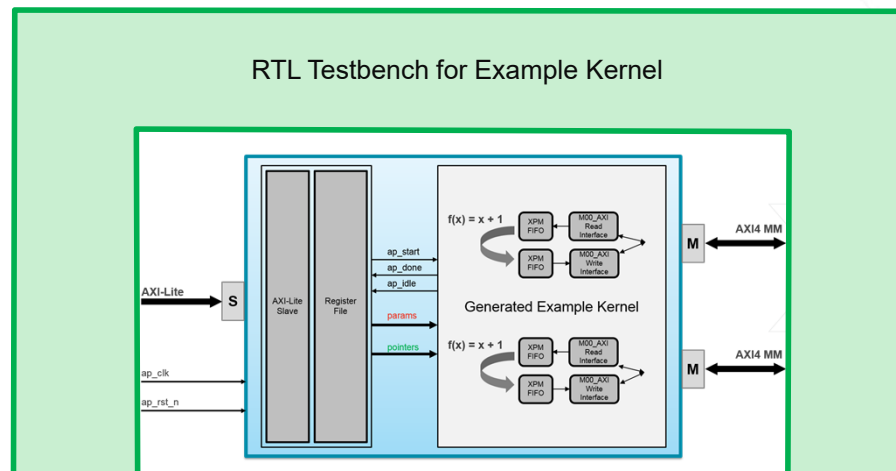 RTL Testbench for Example Kernel
AXI-Lite
S
ap_clk
ap_rst_n
AXI-Lite
Slave
Register
File
ap_start
ap_done
ap_idle
params
pointers
f(x) = x + 1
XPM
FIFO
M00_AXI
Read
Interface
XPM
FIFO
M00_AXI
Write
Interface
Generated Example Kernel
f(x) = x + 1
XPM
FIFO
M00_AXI
Read
Interface
XPM
FIFO
M00_AXI
Write
Interface
M
AXI4 MM
M
AXI4 MM